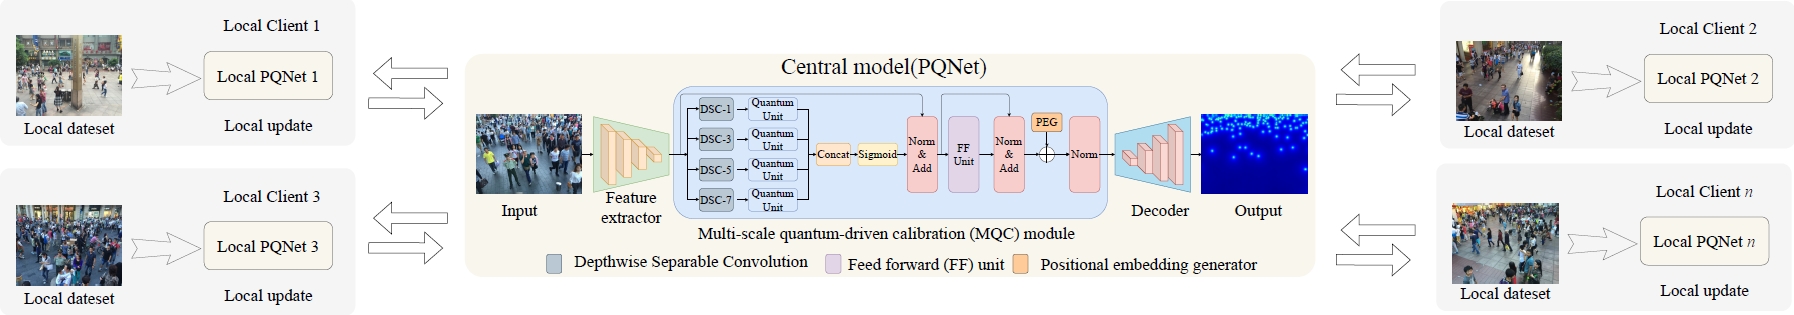 Local Client 1
Local PQNet 1
Local dateset
Local update
Local Client 3
Local PQNet 3
Local dateset
Local update
Central model(PQNet)
Input
Feature
extractor
DSC-1
Quantum
Unit
DSC-3
Quantum
Unit
DSC-5
Quantum
Unit
DSC-7
Quantum
Unit
Concat
Sigmoid
Norm
&
Add
FF
Unit
Norm
&
Add
PEG
Norm
Decoder
Output
Multi-scale quantum-driven calibration (MQC) module
Depthwise Separable Convolution
Feed forward (FF) unit
Positional embedding generator
Local Client 2
Local PQNet 2
Local dateset
Local update
Local Client n
Local PQNet n
Local dateset
Local update